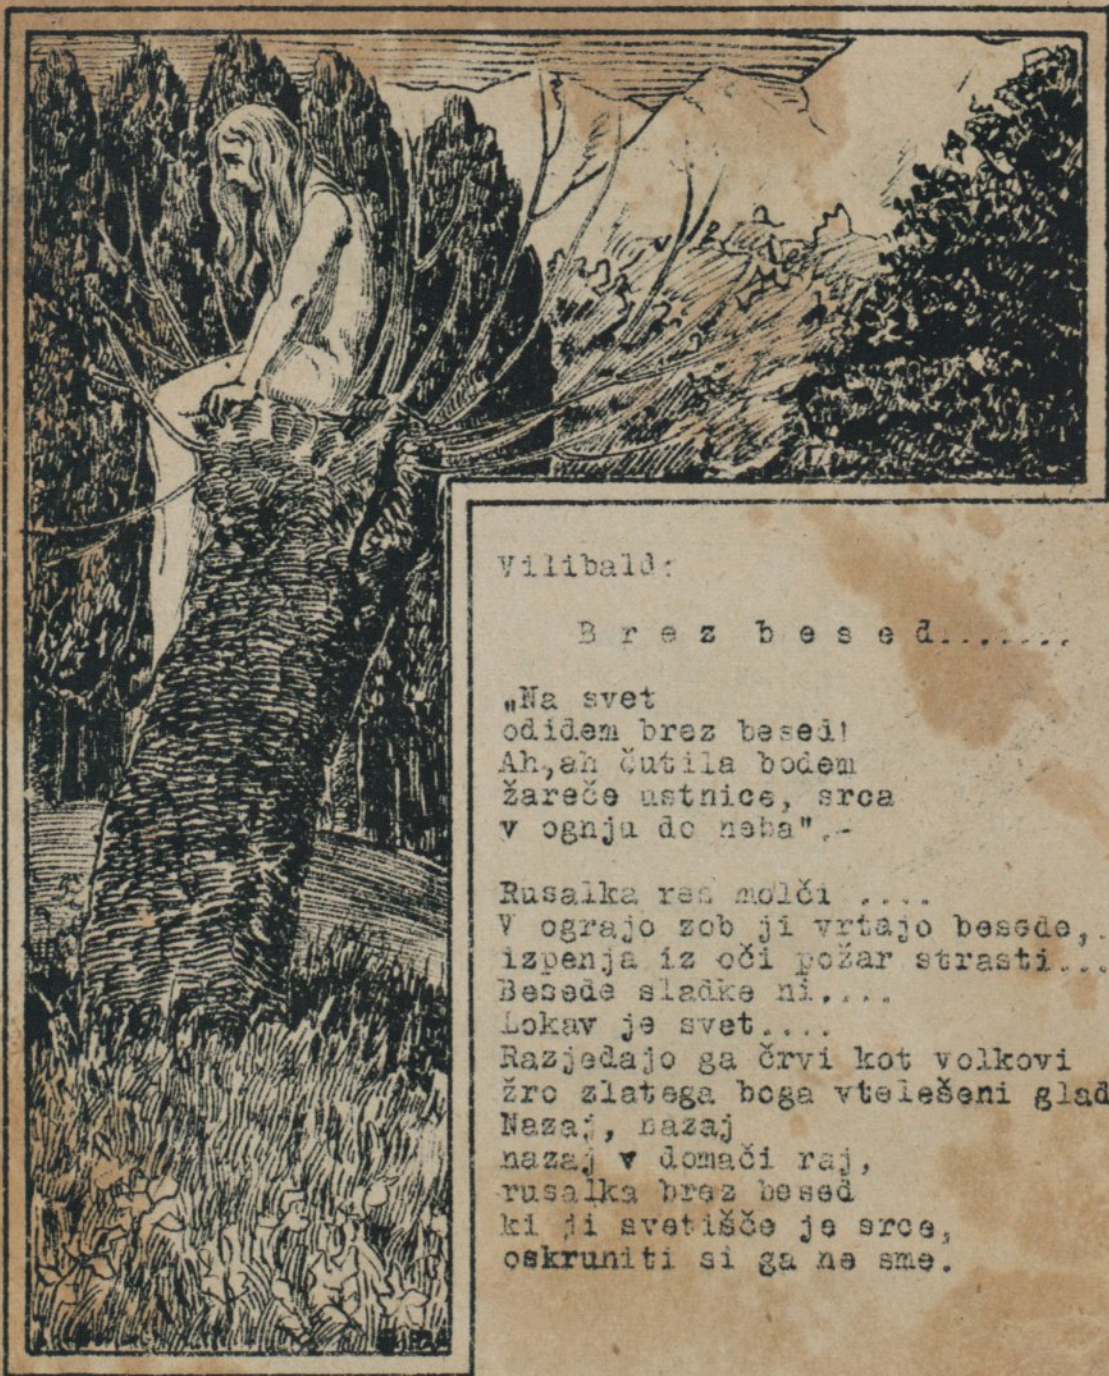 Vilibald:
Brez besed.......
„Na svet
odidem brez besed!
Ah,ah čutila bodem
žareče ustnice, srca
v ognju do neba".-
Rusalka res molči ....
V ograjo zob ji vrtajo besede,.
izpenja iz oči požar strasti...
Besede sladke ni....
Lokav je svet....
Razjedajo ga črvi kot volkovi
žro zlatega boga vtelešeni glad
Nazaj, nazaj
nazaj v domači raj,
rusalka brez besed
ki ji svetišče je srce,
oskruniti si ga ne sme.